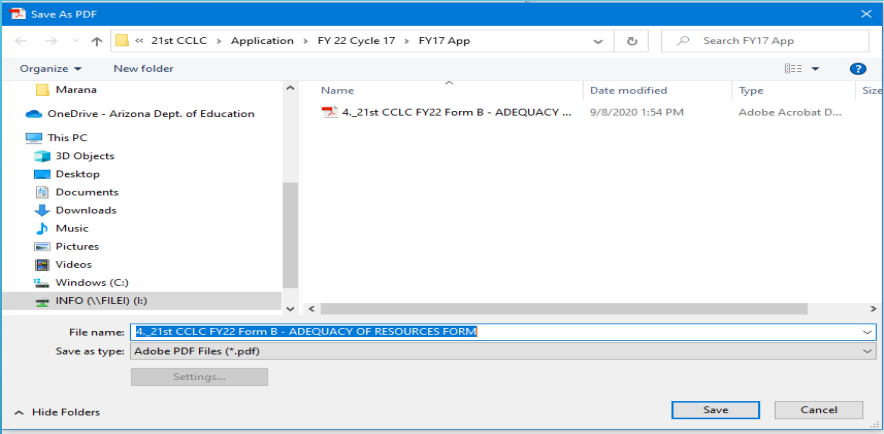 Save As PDF
« 21st CCLC > Application > FY 22 Cycle 17 > FY17 App
Search FY17 App
Organize
New folder
Marana
OneDrive - Arizona Dept. of Education
This PC
3D Objects
Desktop
Documents
Downloads
Music
Pictures
Videos
Windows (C:)
INFO (\\FILEI) (I:)
Name Date modified Type Size
4._21st CCLC FY22 Form B - ADEQUACY ... 9/8/2020 1:54 PM Adobe Acrobat D...
File name: 4._21st CCLC FY22 Form B - ADEQUACY OF RESOURCES FORM
Save as type: Adobe PDF Files (*.pdf)
Settings...
Hide Folders
Save
Cancel